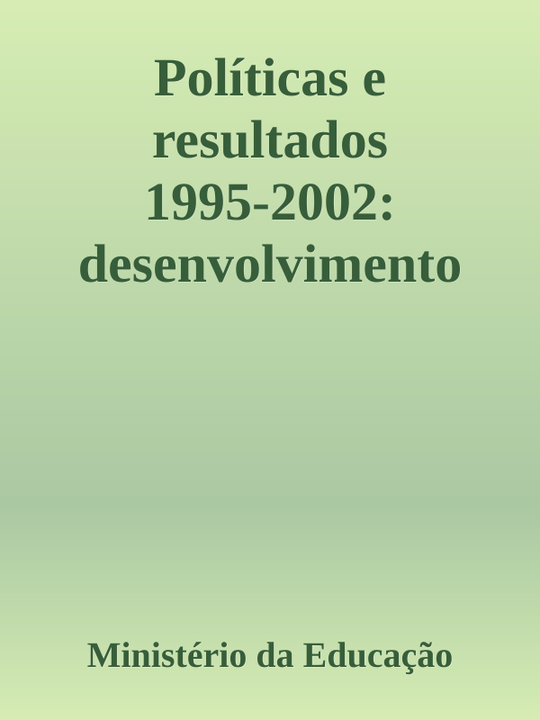 Políticas e
resultados
1995-2002:
desenvolvimento
Ministério da Educação